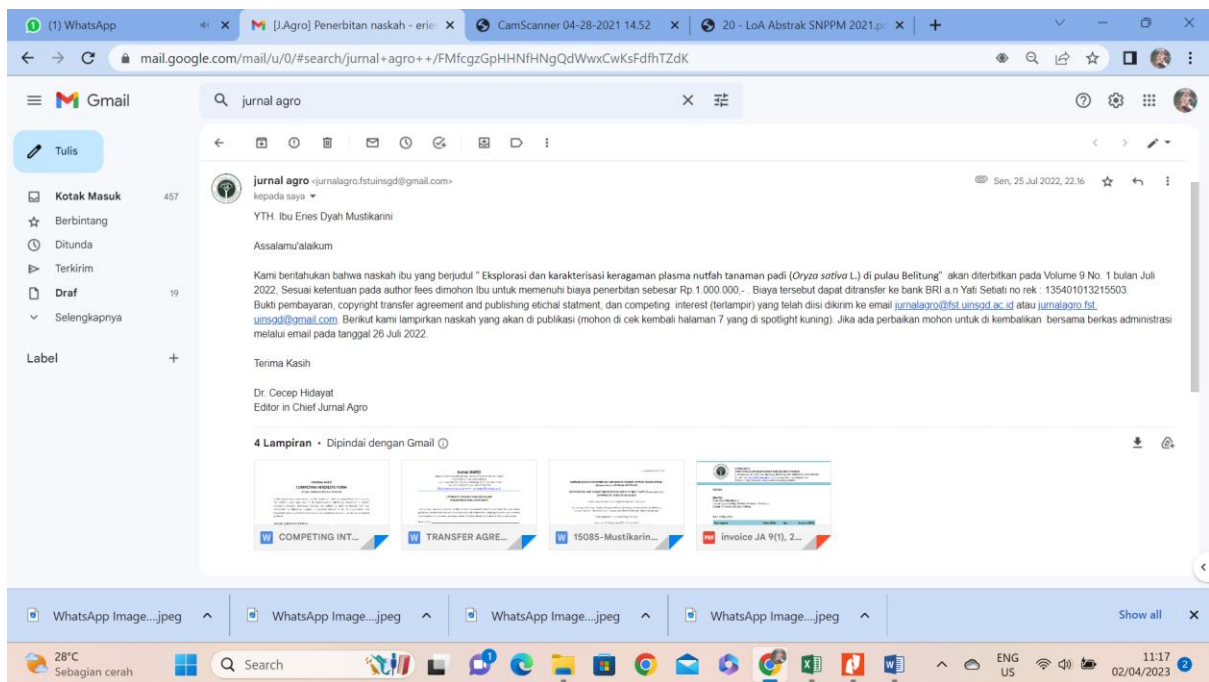 (1) WhatsApp
[J.Agro] Penerbitan naskah - erie
CamScanner 04-28-2021 14.52
20 - LoA Abstrak SNPPM 2021.p
mail.google.com/mail/u/0/#search/jurnal+agro++/FMfcgzGpHHNfHNgQdWwxCwKsFdfhTZdK
Gmail
jurnal agro
Tulis
Kotak Masuk 457
Berbintang
Ditunda
Terkirim
Draf 19
Selengkapnya
Label
jurnal agro <jurnalagro.fstuinsgd@gmail.com>
Sen, 25 Jul 2022, 22.16
kepada saya
YTH. Ibu Eries Dyah Mustikarini
Assalamu'alaikum
Kami beritahukan bahwa naskah ibu yang berjudul " Eksplorasi dan karakterisasi keragaman plasma nutfah tanaman padi (Oryza sativa L.) di pulau Belitung" akan diterbitkan pada Volume 9 No. 1 bulan Juli
2022, Sesuai ketentuan pada author fees dimohon Ibu untuk memenuhi biaya penerbitan sebesar Rp.1.000.000,- . Biaya tersebut dapat ditransfer ke bank BRI a.n Yati Setiati no rek : 135401013215503.
Bukti pembayaran, copyright transfer agreement and publishing etichal statment, dan competing interest (terlampir) yang telah diisi dikirim ke email jurnalagro@fst.uinsgd.ac.id atau jurnalagro.fst.
uinsgd@gmail.com. Berikut kami lampirkan naskah yang akan di publikasi (mohon di cek kembali halaman 7 yang di spotlight kuning). Jika ada perbaikan mohon untuk di kembalikan bersama berkas administrasi
melalui email pada tanggal 26 Juli 2022.
Terima Kasih
Dr. Cecep Hidayat
Editor in Chief Jurnal Agro
4 Lampiran • Dipindai dengan Gmail
COMPETING INT...
TRANSFER AGRE...
15085-Mustikarin...
invoice JA 9(1), 2...
WhatsApp Image....jpeg
WhatsApp Image....jpeg
WhatsApp Image....jpeg
WhatsApp Image....jpeg
Show all
28°C
Sebagian cerah
Search
ENG
US
11:17
02/04/2023
2